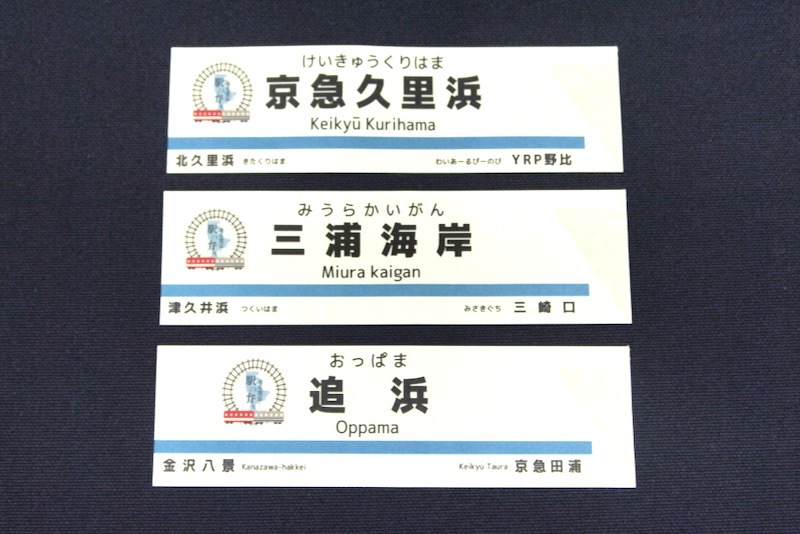 けいきゅうくりはま
京急久里浜
Keikyū Kurihama
北久里浜 きたくりはま わいあーるぴーのび YRP野比
みうらかいがん
三浦海岸
Miura kaigan
津久井浜 つくいはま みさきぐち 三崎口
おっぱま
追浜
Oppama
金沢八景 Kanazawa-hakkei Keikyu Taura 京急田浦